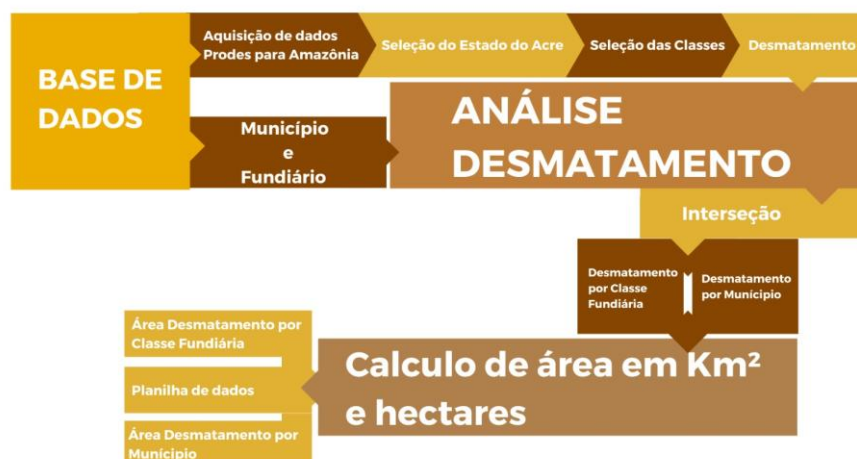 BASE DE
DADOS
Aquisição de dados
Prodes para Amazônia
Seleção do Estado do Acre
Seleção das Classes
Desmatamento
Município
e
Fundiário
ANÁLISE
DESMATAMENTO
Interseção
Desmatamento
por Classe
Fundiária
Desmatamento
por Munícipio
Calculo de área em Km²
e hectares
Área Desmatamento por
Classe Fundiária
Planilha de dados
Área Desmatamento por
Munícipio